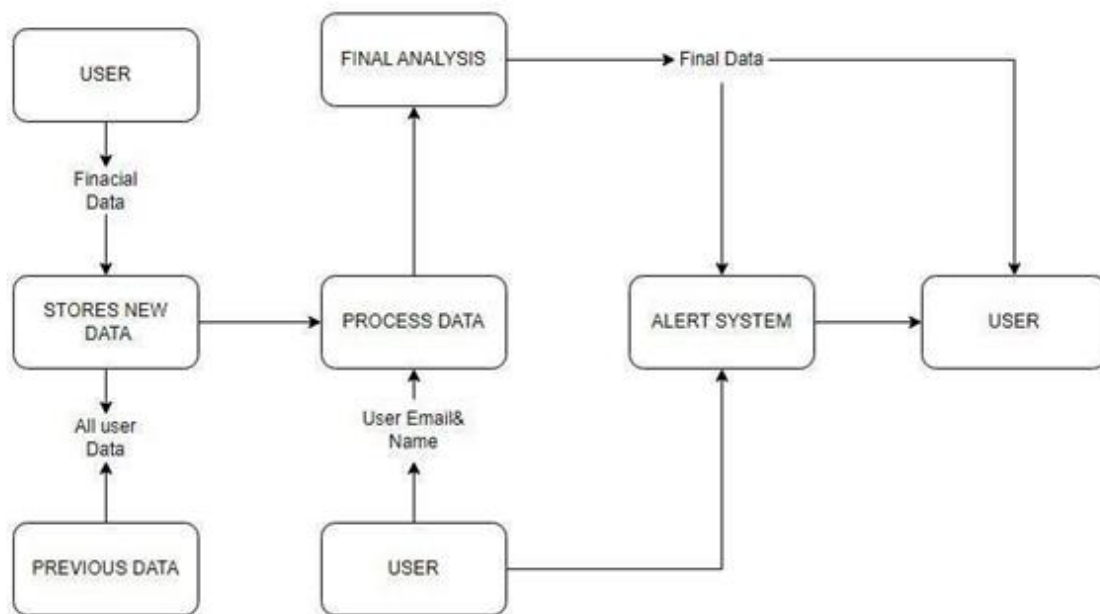 USER
FINAL ANALYSIS
Final Data
Finacial
Data
STORES NEW
DATA
PROCESS DATA
ALERT SYSTEM
USER
All user
Data
User Email&
Name
PREVIOUS DATA
USER